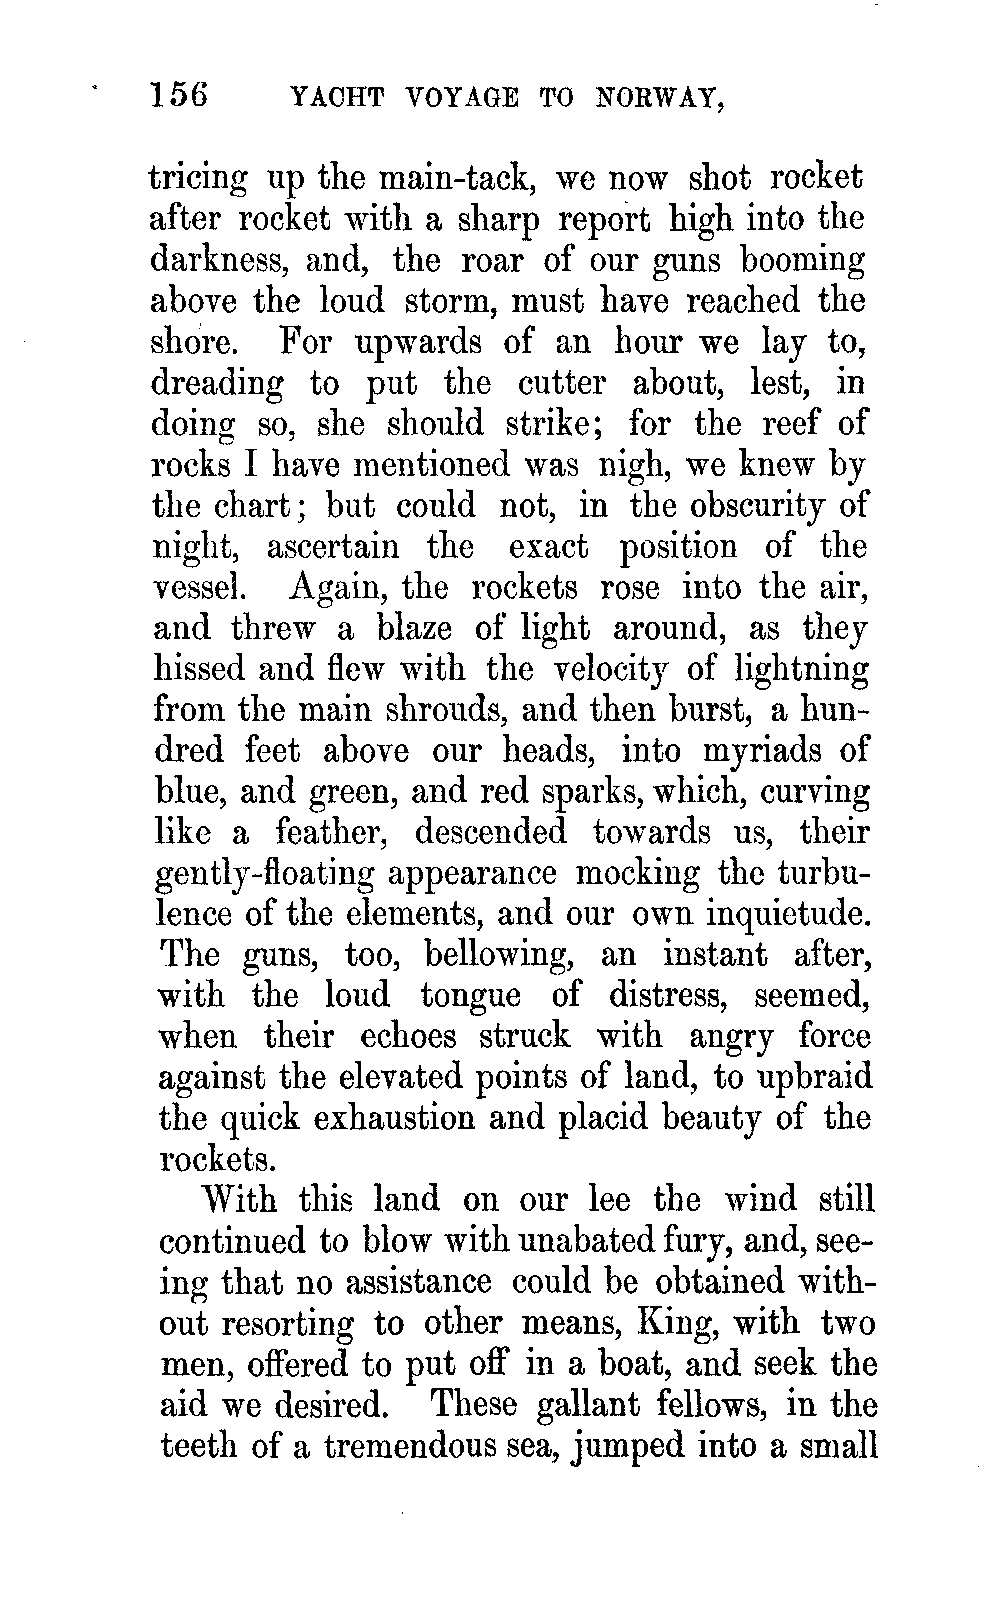 156 YACHT VOYAGE TO NORWAY,
tricing up the main-tack, we now shot rocket
after rocket with a sharp report high into the
darkness, and, the roar of our guns booming
above the loud storm, must have reached the
shore. For upwards of an hour we lay to,
dreading to put the cutter about, lest, in
doing so, she should strike; for the reef of
rocks I have mentioned was nigh, we knew by
the chart; but could not, in the obscurity of
night, ascertain the exact position of the
vessel. Again, the rockets rose into the air,
and threw a blaze of light around, as they
hissed and flew with the velocity of lightning
from the main shrouds, and then burst, a hun-
dred feet above our heads, into myriads of
blue, and green, and red sparks, which, curving
like a feather, descended towards us, their
gently-floating appearance mocking the turbu-
lence of the elements, and our own inquietude.
The guns, too, bellowing, an instant after,
with the loud tongue of distress, seemed,
when their echoes struck with angry force
against the elevated points of land, to upbraid
the quick exhaustion and placid beauty of the
rockets.
With this land on our lee the wind still
continued to blow with unabated fury, and, see-
ing that no assistance could be obtained with-
out resorting to other means, King, with two
men, offered to put off in a boat, and seek the
aid we desired. These gallant fellows, in the
teeth of a tremendous sea, jumped into a small